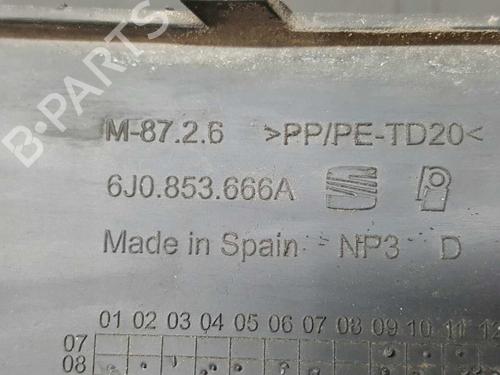 B-PARTS
M-87.2.6 >PP/PE-TD20<
6J0.853.666A
Made in Spain NP3 D
01 02 03 04 05 06 07 08 09 10 11 12
07
08